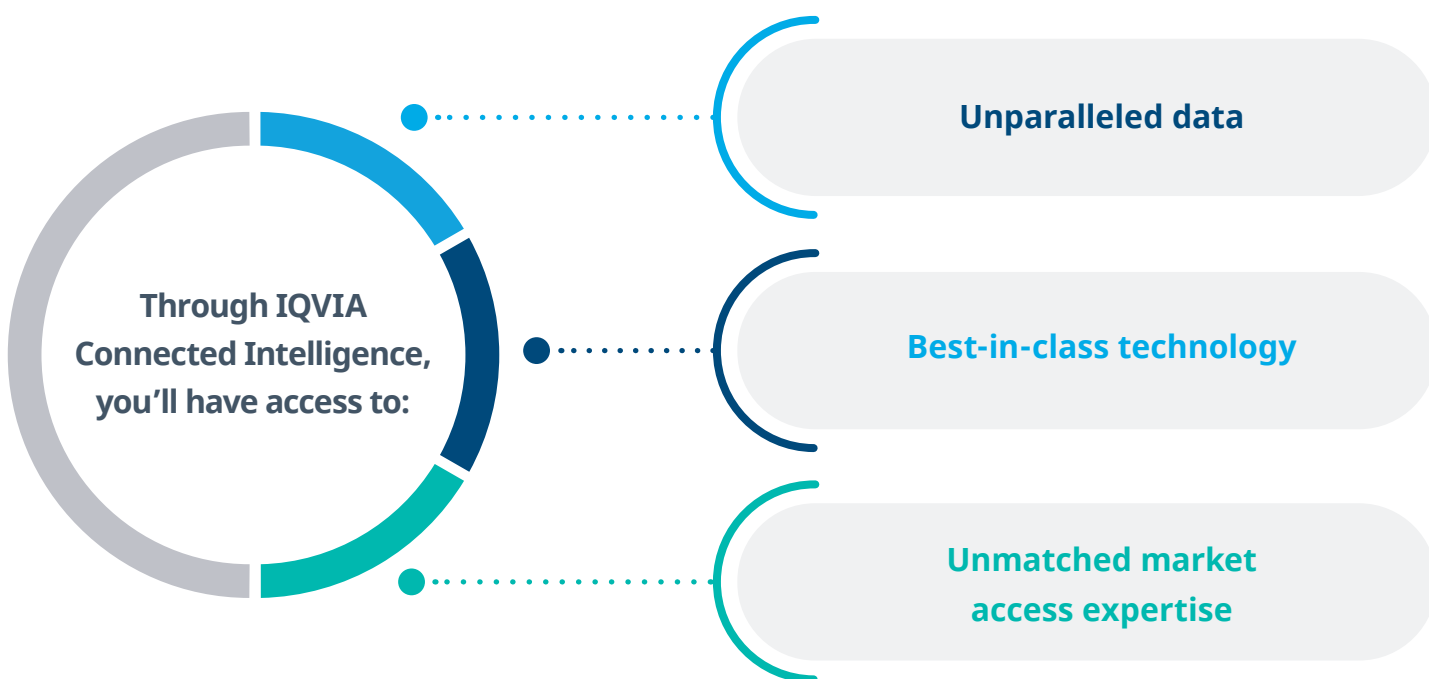 Through IQVIA
Connected Intelligence,
you’ll have access to:
Unparalleled data
Best-in-class technology
Unmatched market
access expertise